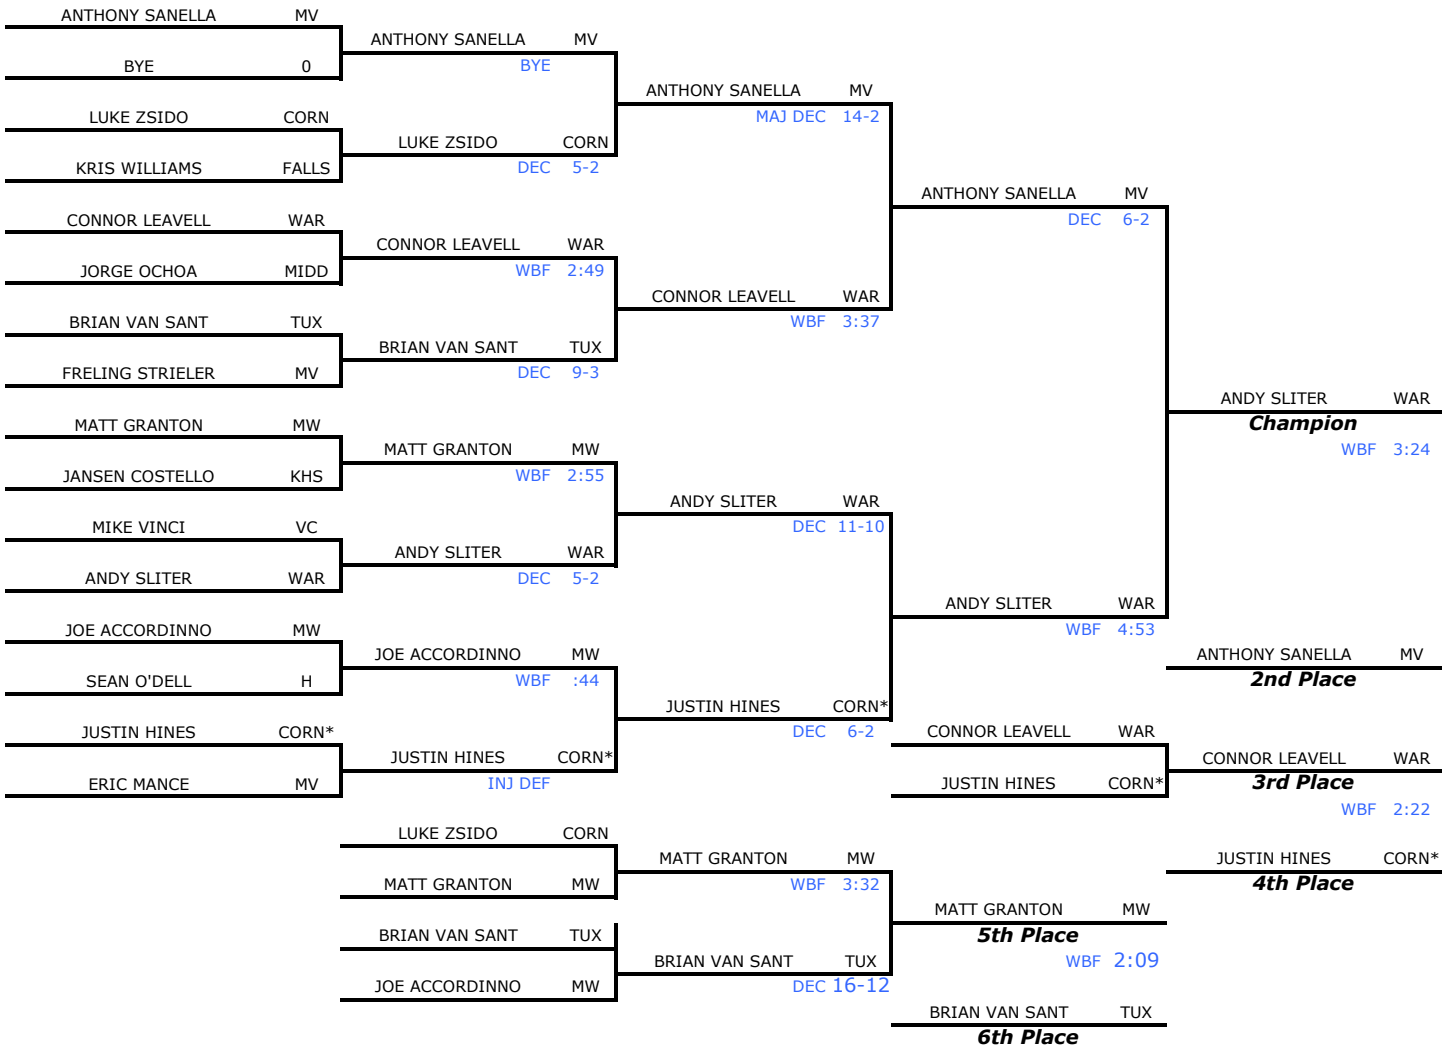 ANTHONY SANELLA MV
BYE 0
LUKE ZSIDO CORN
KRIS WILLIAMS FALLS
CONNOR LEAVELL WAR
JORGE OCHOA MIDD
BRIAN VAN SANT TUX
FRELING STRIELER MV
MATT GRANTON MW
JANSEN COSTELLO KHS
MIKE VINCI VC
ANDY SLITER WAR
JOE ACCORDINNO MW
SEAN O'DELL H
JUSTIN HINES CORN*
ERIC MANCE MV
ANTHONY SANELLA MV
BYE
LUKE ZSIDO CORN
DEC 5-2
CONNOR LEAVELL WAR
WBF 2:49
BRIAN VAN SANT TUX
DEC 9-3
MATT GRANTON MW
WBF 2:55
ANDY SLITER WAR
DEC 5-2
JOE ACCORDINNO MW
WBF :44
JUSTIN HINES CORN*
INJ DEF
LUKE ZSIDO CORN
MATT GRANTON MW
BRIAN VAN SANT TUX
JOE ACCORDINNO MW
ANTHONY SANELLA MV
MAJ DEC 14-2
CONNOR LEAVELL WAR
WBF 3:37
ANDY SLITER WAR
DEC 11-10
JUSTIN HINES CORN*
DEC 6-2
MATT GRANTON MW
WBF 3:32
BRIAN VAN SANT TUX
DEC 16-12
ANTHONY SANELLA MV
DEC 6-2
ANDY SLITER WAR
WBF 4:53
CONNOR LEAVELL WAR
JUSTIN HINES CORN*
MATT GRANTON MW
5th Place
WBF 2:09
BRIAN VAN SANT TUX
6th Place
ANDY SLITER WAR
Champion
WBF 3:24
ANTHONY SANELLA MV
2nd Place
CONNOR LEAVELL WAR
3rd Place
WBF 2:22
JUSTIN HINES CORN*
4th Place